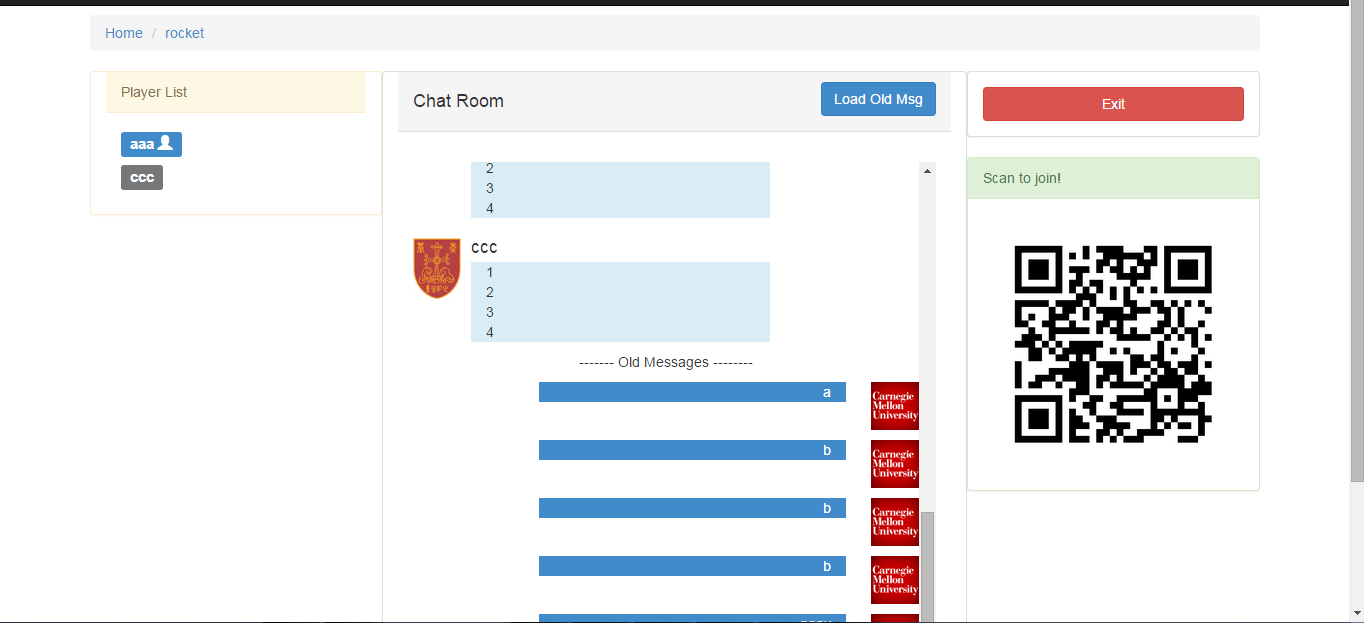 Home / rocket
Player List
aaa
ccc
Chat Room
Load Old Msg
2
3
4
ccc
1
2
3
4
------- Old Messages --------
a
Carnegie
Mellon
University
b
Carnegie
Mellon
University
b
Carnegie
Mellon
University
b
Carnegie
Mellon
University
Exit
Scan to join!